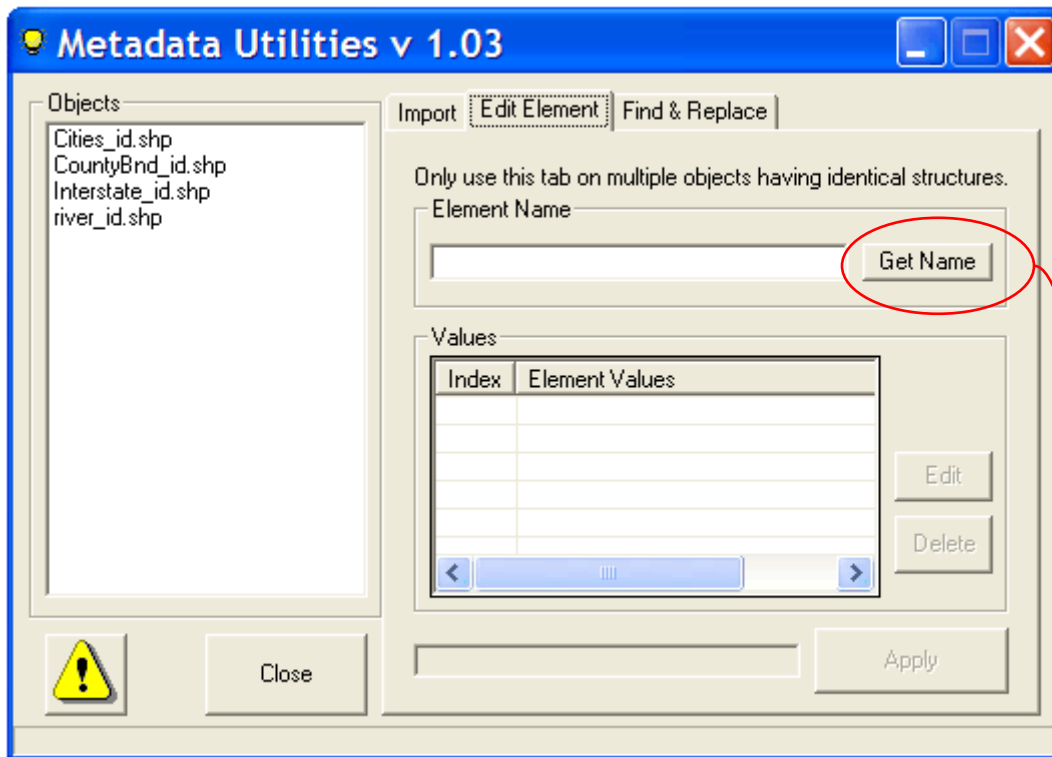 Metadata Utilities v 1.03
Objects
Cities_id.shp
CountyBnd_id.shp
Interstate_id.shp
river_id.shp
Import
Edit Element
Find & Replace
Only use this tab on multiple objects having identical structures.
Element Name
Get Name
Values
Index
Element Values
Edit
Delete
Close
Apply